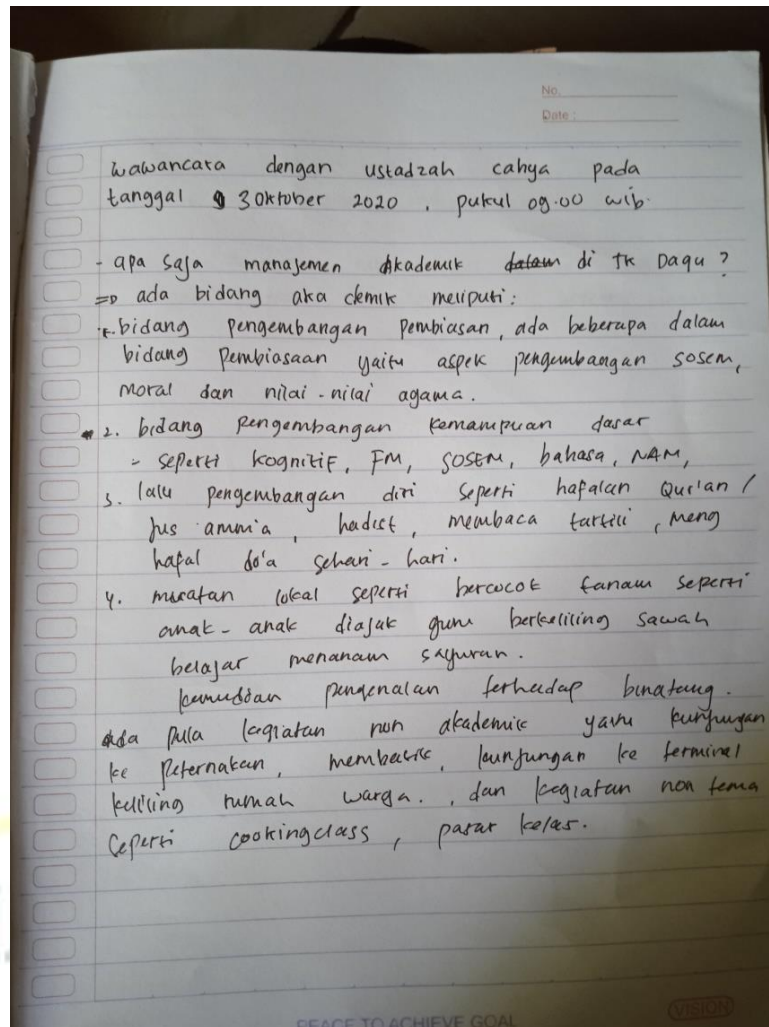 No.
Date :
wawancara dengan ustadzah cahya pada
tanggal 3 Oktober 2020 , pukul 09.00 wib.
- apa saja manajemen Akademik di TK Daqu ?
=> ada bidang aka demik meliputi :
1. bidang pengembangan pembiasan, ada beberapa dalam
bidang Pembiasaan yaitu aspek pengembangan sosem,
moral dan nilai - nilai agama.
2. bidang pengembangan kemampuan dasar
- seperti kognitif, FM, SOSEM, bahasa, NAM,
3. lalu pengembangan diri seperti hafalan Qur'an /
Jus 'amm'a , hadist , membaca tartili , meng
hafal do'a sehari - hari.
4. muatan lokal seperti bercocok tanam seperti
anak - anak diajak guru berkeliling sawah
belajar menanam sayuran.
kemuddian pengenalan terhadap binatang.
Ada pula kegiatan non akademic yaitu kunjungan
ke Peternakan, membatik, kunjungan ke terminal
keliling rumah warga. , dan kegiatan non tema
Seperti cookingclass , pasar kelas.
PEACE TO ACHIEVE GOAL
VISION